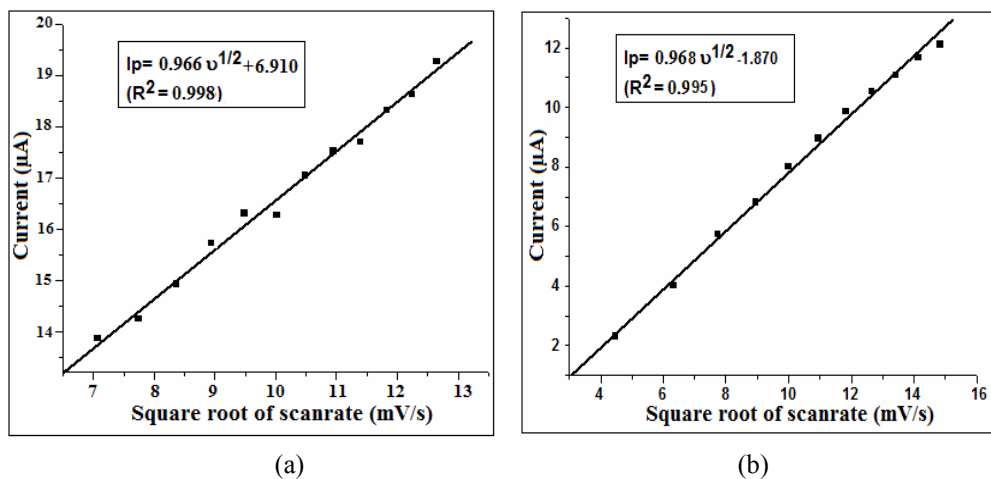 20
19
18
17
16
15
14
Current (µA)
Ip= 0.966 υ^1/2+6.910
(R² = 0.998)
7 8 9 10 11 12 13
Square root of scanrate (mV/s)
(a)
12
10
8
6
4
2
Current (µA)
Ip= 0.968 υ^1/2-1.870
(R² = 0.995)
4 6 8 10 12 14 16
Square root of scanrate (mV/s)
(b)